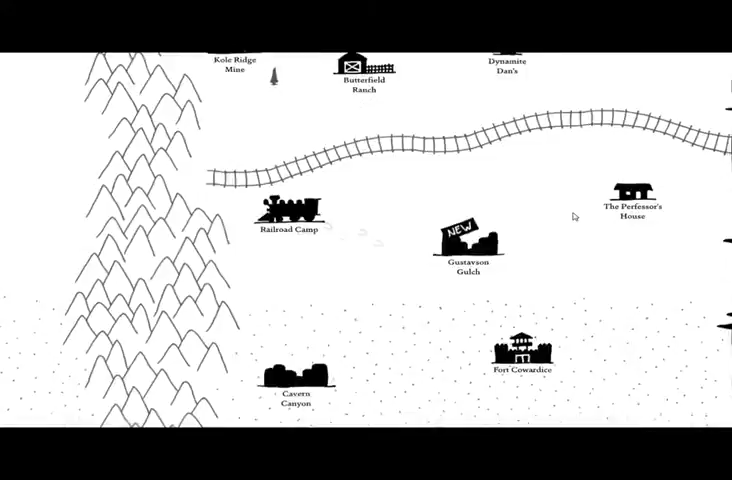 Kole Ridge
Mine
Butterfield
Ranch
Dynamite
Dan's
The Perfessor's
House
Railroad Camp
NEW
Gustavson
Gulch
Fort Cowardice
Cavern
Canyon